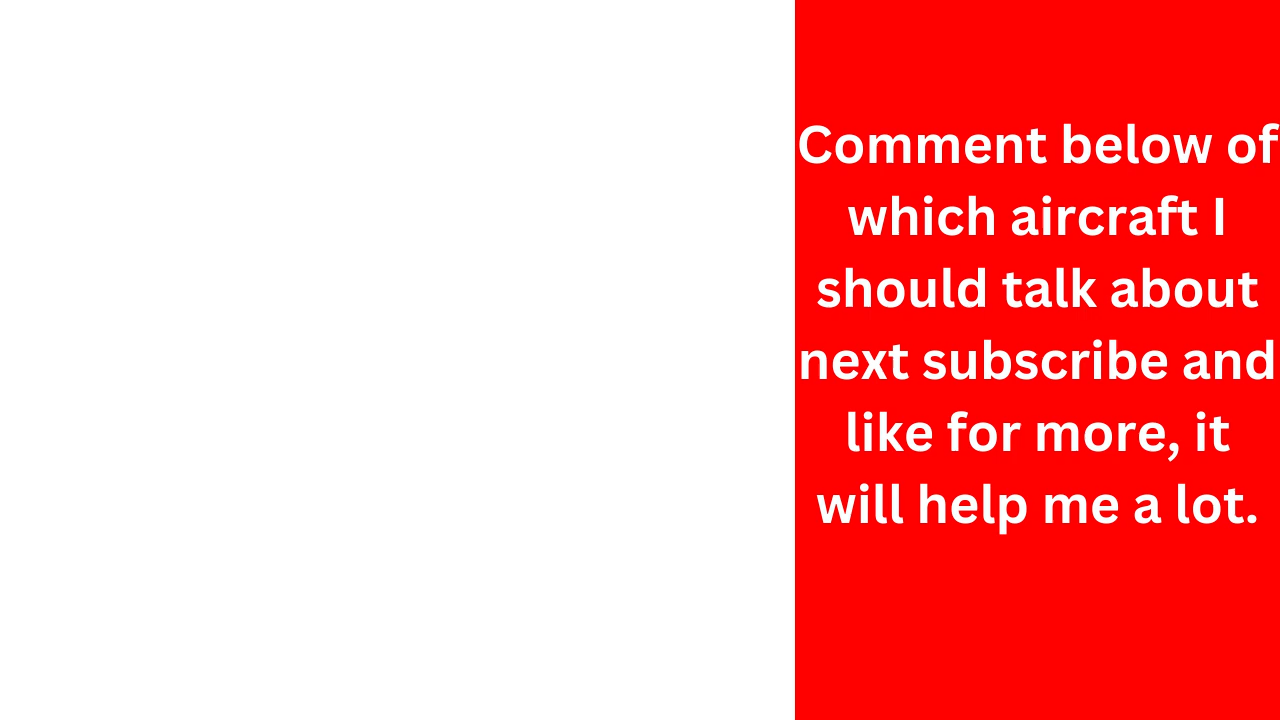 Comment below of
which aircraft I
should talk about
next subscribe and
like for more, it
will help me a lot.